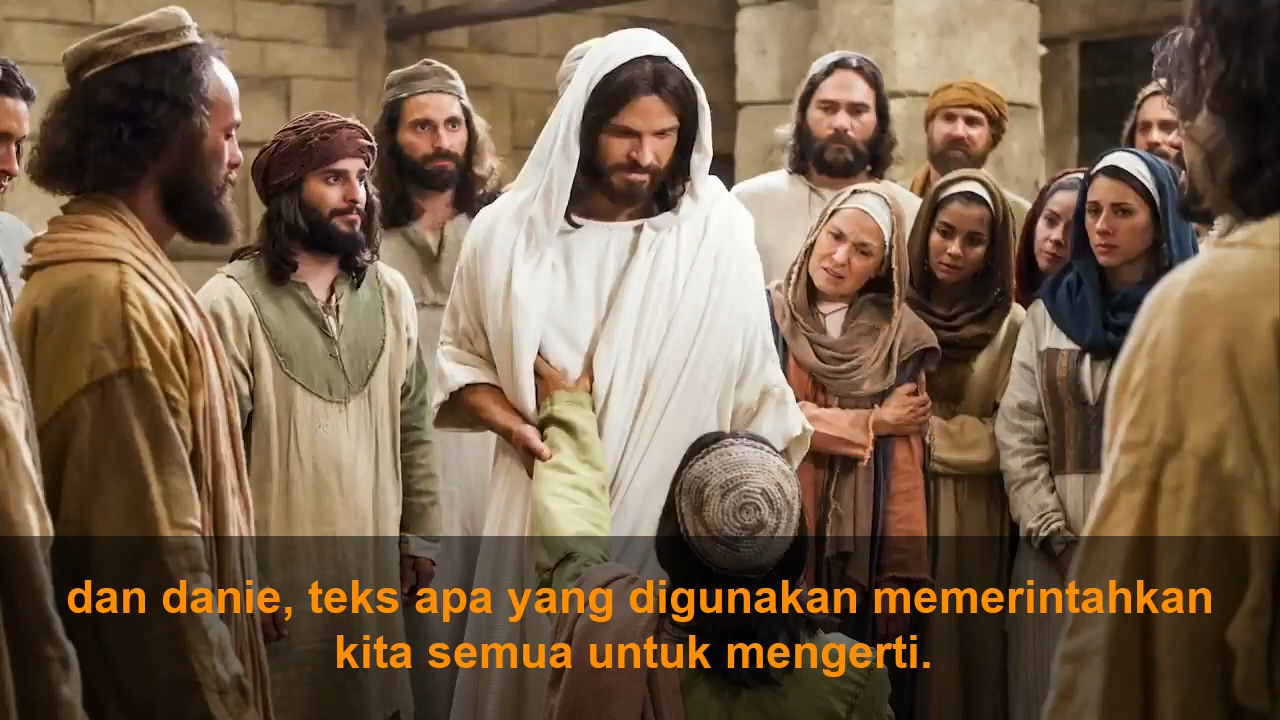 dan danie, teks apa yang digunakan memerintahkan
kita semua untuk mengerti.